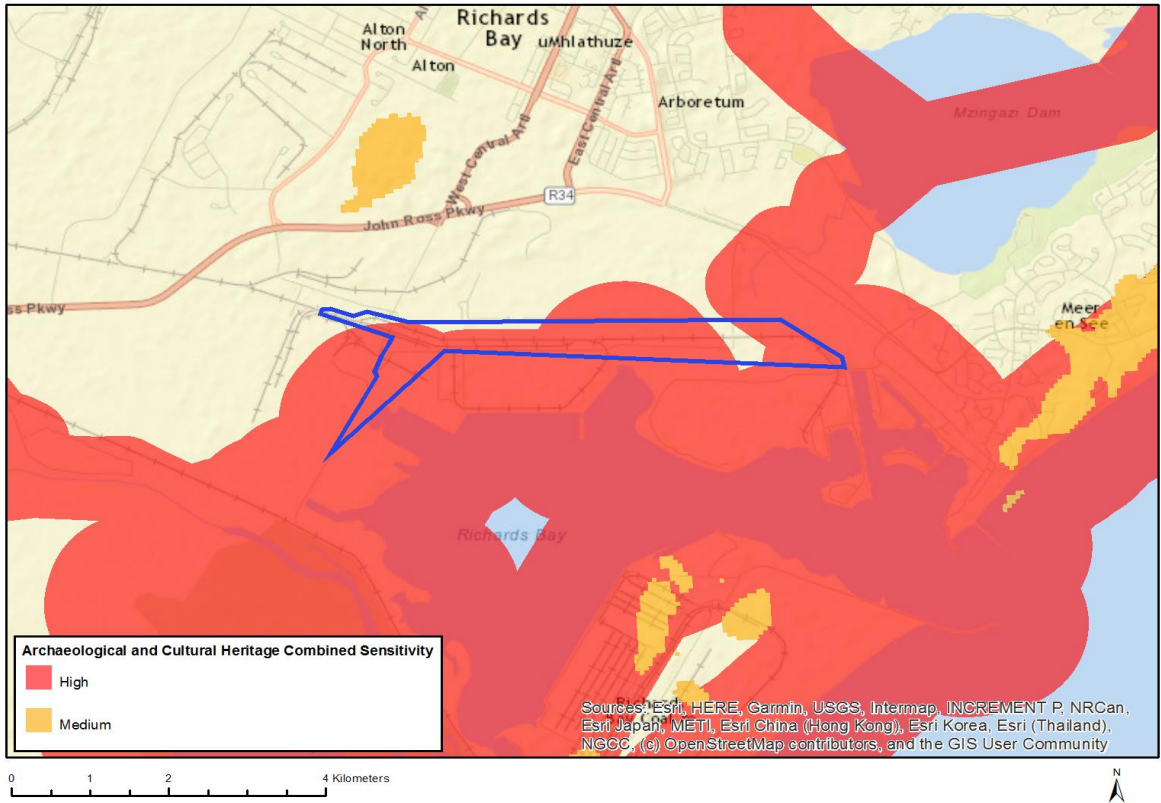 Richards
Bay
Alton
North
uMhlathuze
Alton
Arboretum
Mzingazi Dam
West Central Artl
East Central Artl
R34
John Ross Pkwy
ss Pkwy
Meer
en See
Richards Bay
Archaeological and Cultural Heritage Combined Sensitivity
High
Medium
Sources: Esri, HERE, Garmin, USGS, Intermap, INCREMENT P, NRCan,
Esri Japan, METI, Esri China (Hong Kong), Esri Korea, Esri (Thailand),
NGCC, (c) OpenStreetMap contributors, and the GIS User Community
0 1 2 4 Kilometers
N